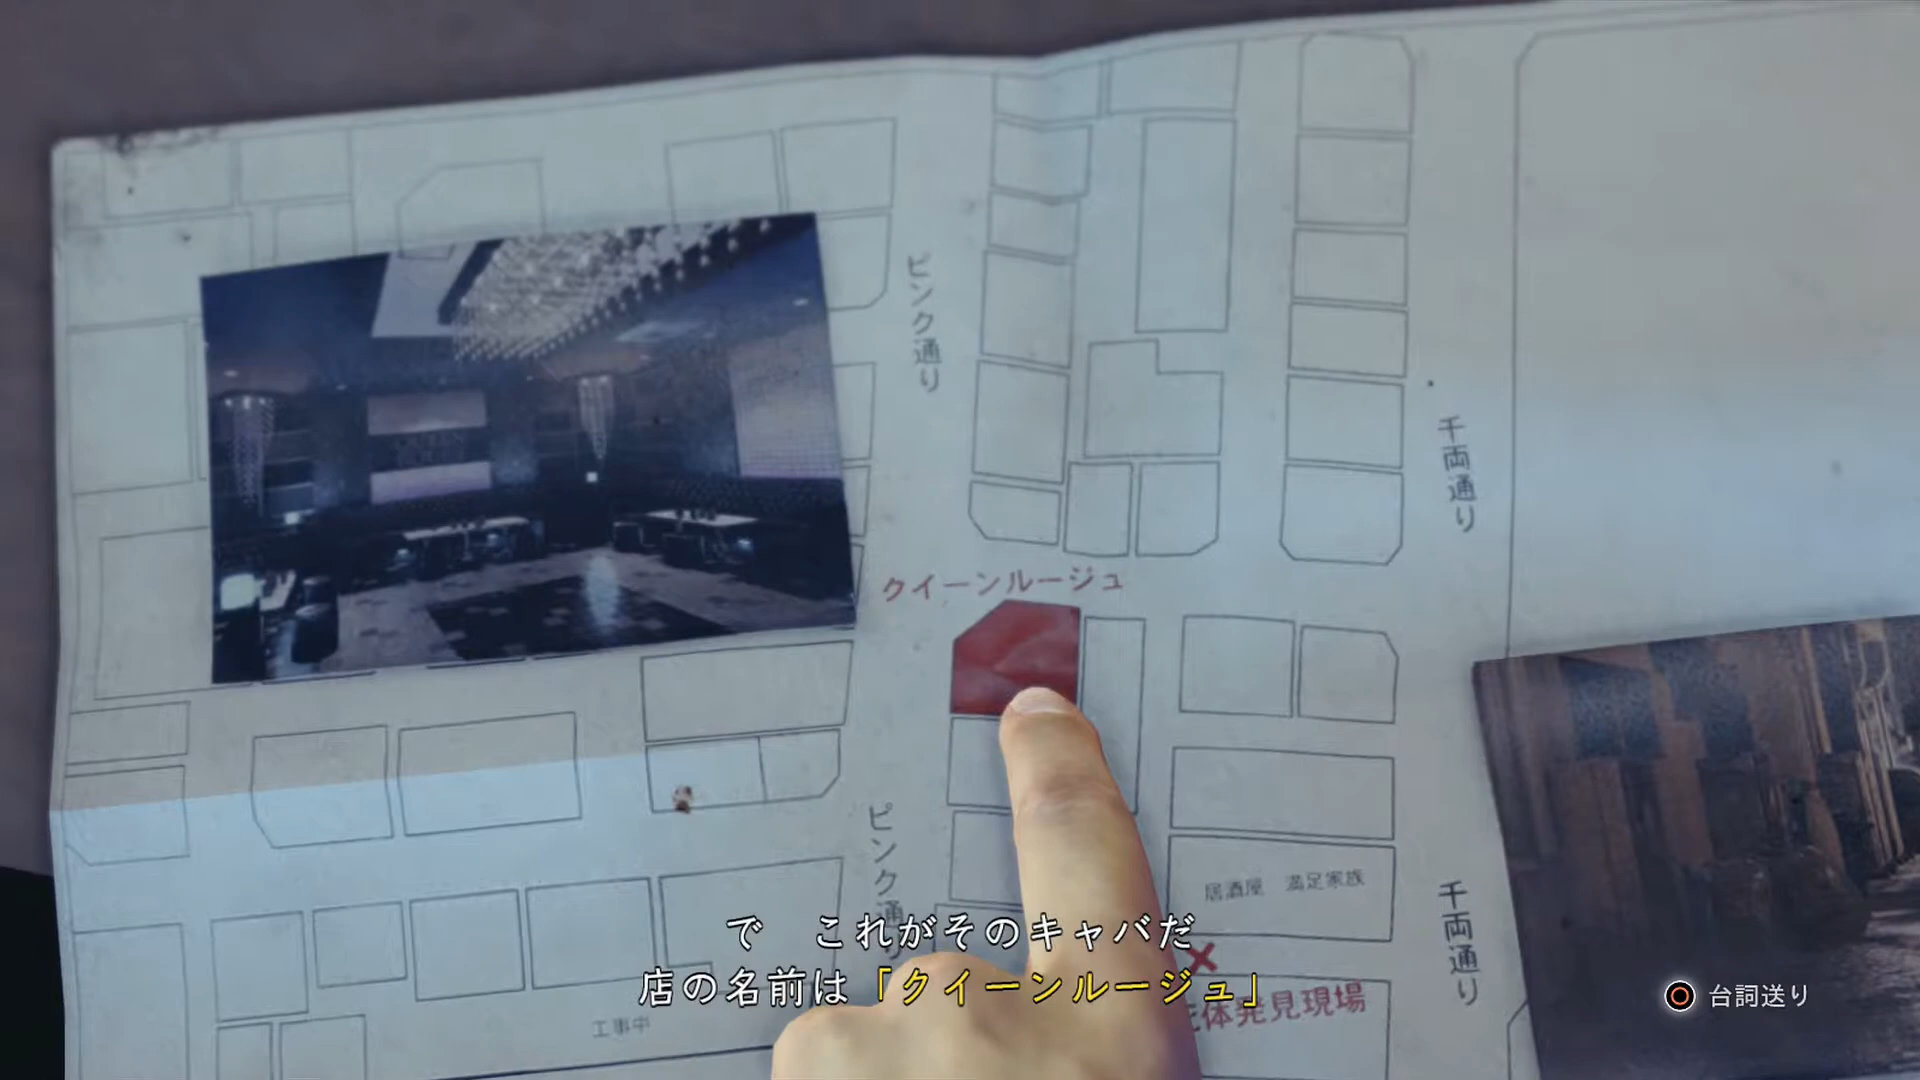 ピンク通り
千両通り
クイーンルージュ
ピンク通り
居酒屋 満足家族
千両通り
で これがそのキャバだ
店の名前は「クイーンルージュ」
体発見現場
台詞送り
工事中